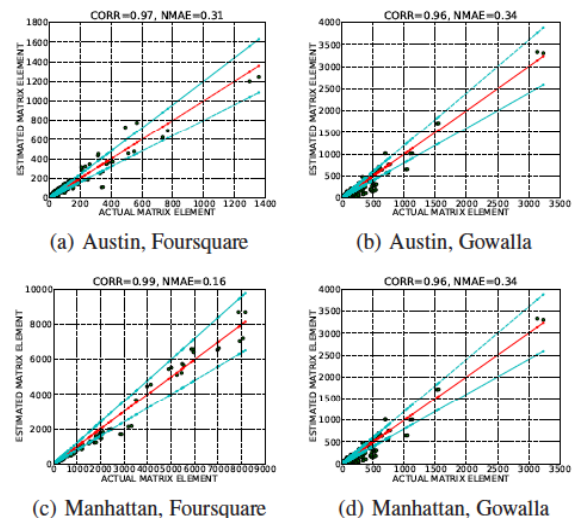 CORR=0.97, NMAE=0.31
ESTIMATED MATRIX ELEMENT
1800
1600
1400
1200
1000
800
600
400
200
0
0 200 400 600 800 1000 1200 1400
ACTUAL MATRIX ELEMENT
(a) Austin, Foursquare
CORR=0.96, NMAE=0.34
ESTIMATED MATRIX ELEMENT
4000
3500
3000
2500
2000
1500
1000
500
0
0 500 1000 1500 2000 2500 3000 3500
ACTUAL MATRIX ELEMENT
(b) Austin, Gowalla
CORR=0.99, NMAE=0.16
ESTIMATED MATRIX ELEMENT
10000
8000
6000
4000
2000
0
0 1000 2000 3000 4000 5000 6000 7000 8000 9000
ACTUAL MATRIX ELEMENT
(c) Manhattan, Foursquare
CORR=0.96, NMAE=0.34
ESTIMATED MATRIX ELEMENT
4000
3500
3000
2500
2000
1500
1000
500
0
0 500 1000 1500 2000 2500 3000 3500
ACTUAL MATRIX ELEMENT
(d) Manhattan, Gowalla